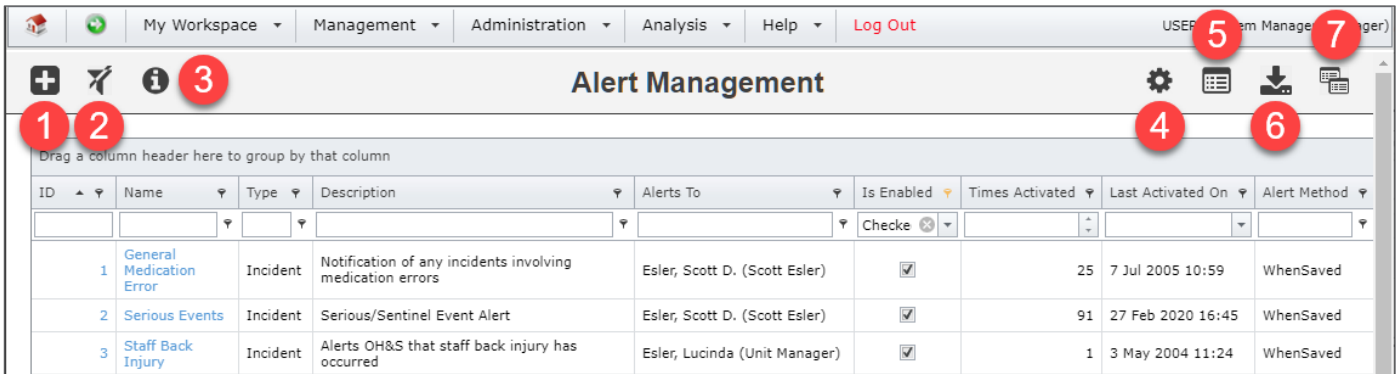 My Workspace Management Administration Analysis Help Log Out
5 7
3 Alert Management
1 2 4 6
Drag a column header here to group by that column
ID Name Type Description Alerts To Is Enabled Times Activated Last Activated On Alert Method
Checke
1 General Medication Error Incident Notification of any incidents involving medication errors Esler, Scott D. (Scott Esler) 25 7 Jul 2005 10:59 WhenSaved
2 Serious Events Incident Serious/Sentinel Event Alert Esler, Scott D. (Scott Esler) 91 27 Feb 2020 16:45 WhenSaved
3 Staff Back Injury Incident Alerts OH&S that staff back injury has occurred Esler, Lucinda (Unit Manager) 1 3 May 2004 11:24 WhenSaved